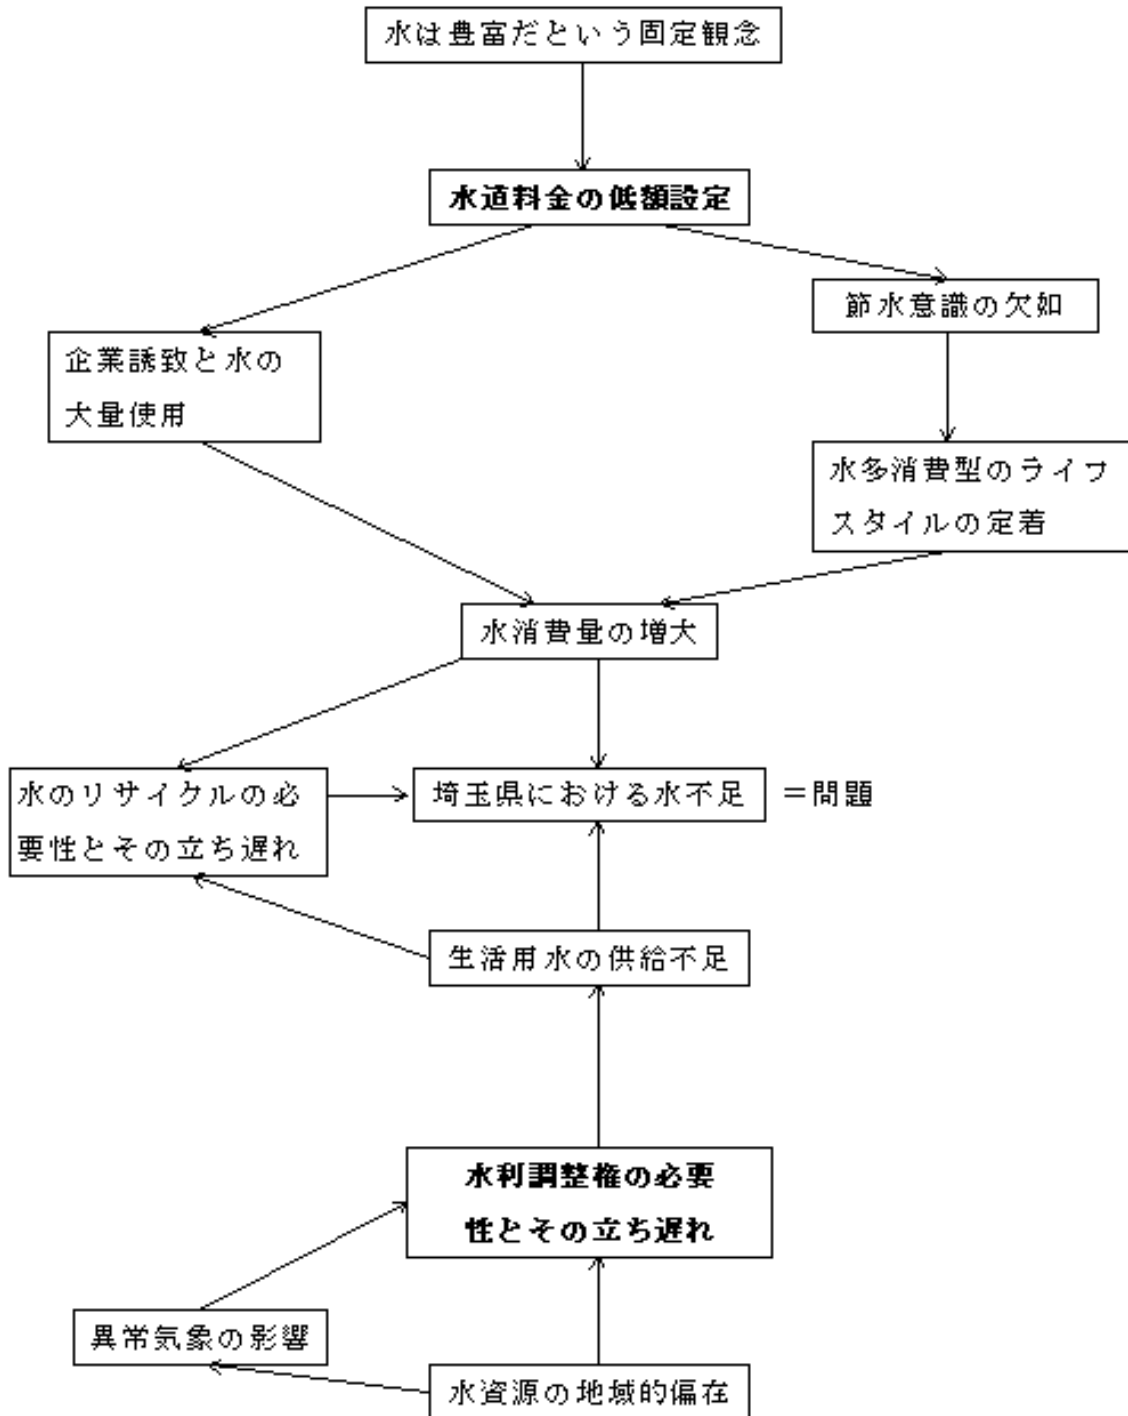 水は豊富だという固定観念
水道料金の低額設定
節水意識の欠如
企業誘致と水の
大量使用
水多消費型のライフ
スタイルの定着
水消費量の増大
水のリサイクルの必
要性とその立ち遅れ
埼玉県における水不足 =問題
生活用水の供給不足
水利調整権の必要
性とその立ち遅れ
異常気象の影響
水資源の地域的偏在